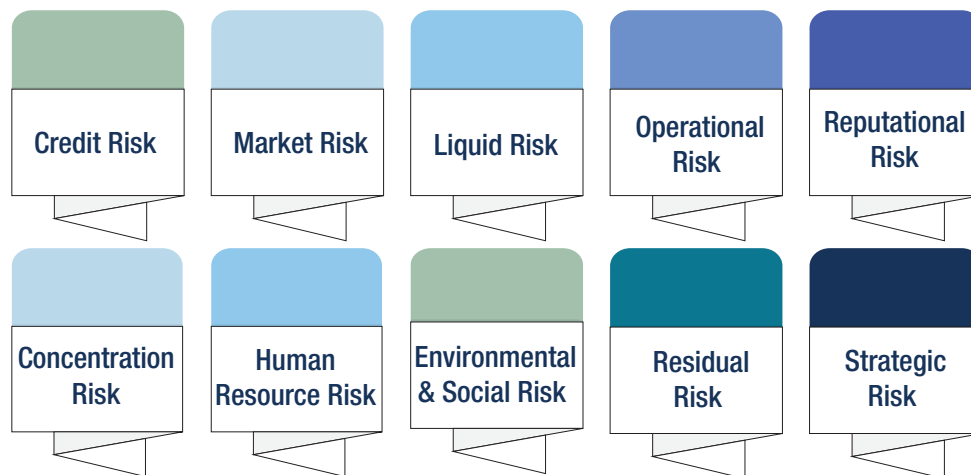 Credit Risk
Market Risk
Liquid Risk
Operational
Risk
Reputational
Risk
Concentration
Risk
Human
Resource Risk
Environmental
& Social Risk
Residual
Risk
Strategic
Risk